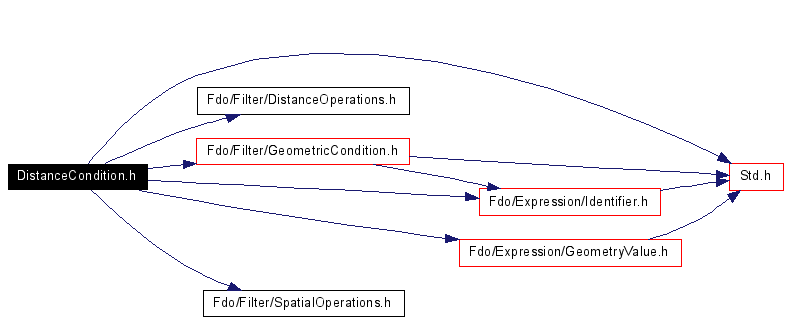 Fdo/Filter/DistanceOperations.h
Fdo/Filter/GeometricCondition.h
DistanceCondition.h
Std.h
Fdo/Expression/Identifier.h
Fdo/Expression/GeometryValue.h
Fdo/Filter/SpatialOperations.h